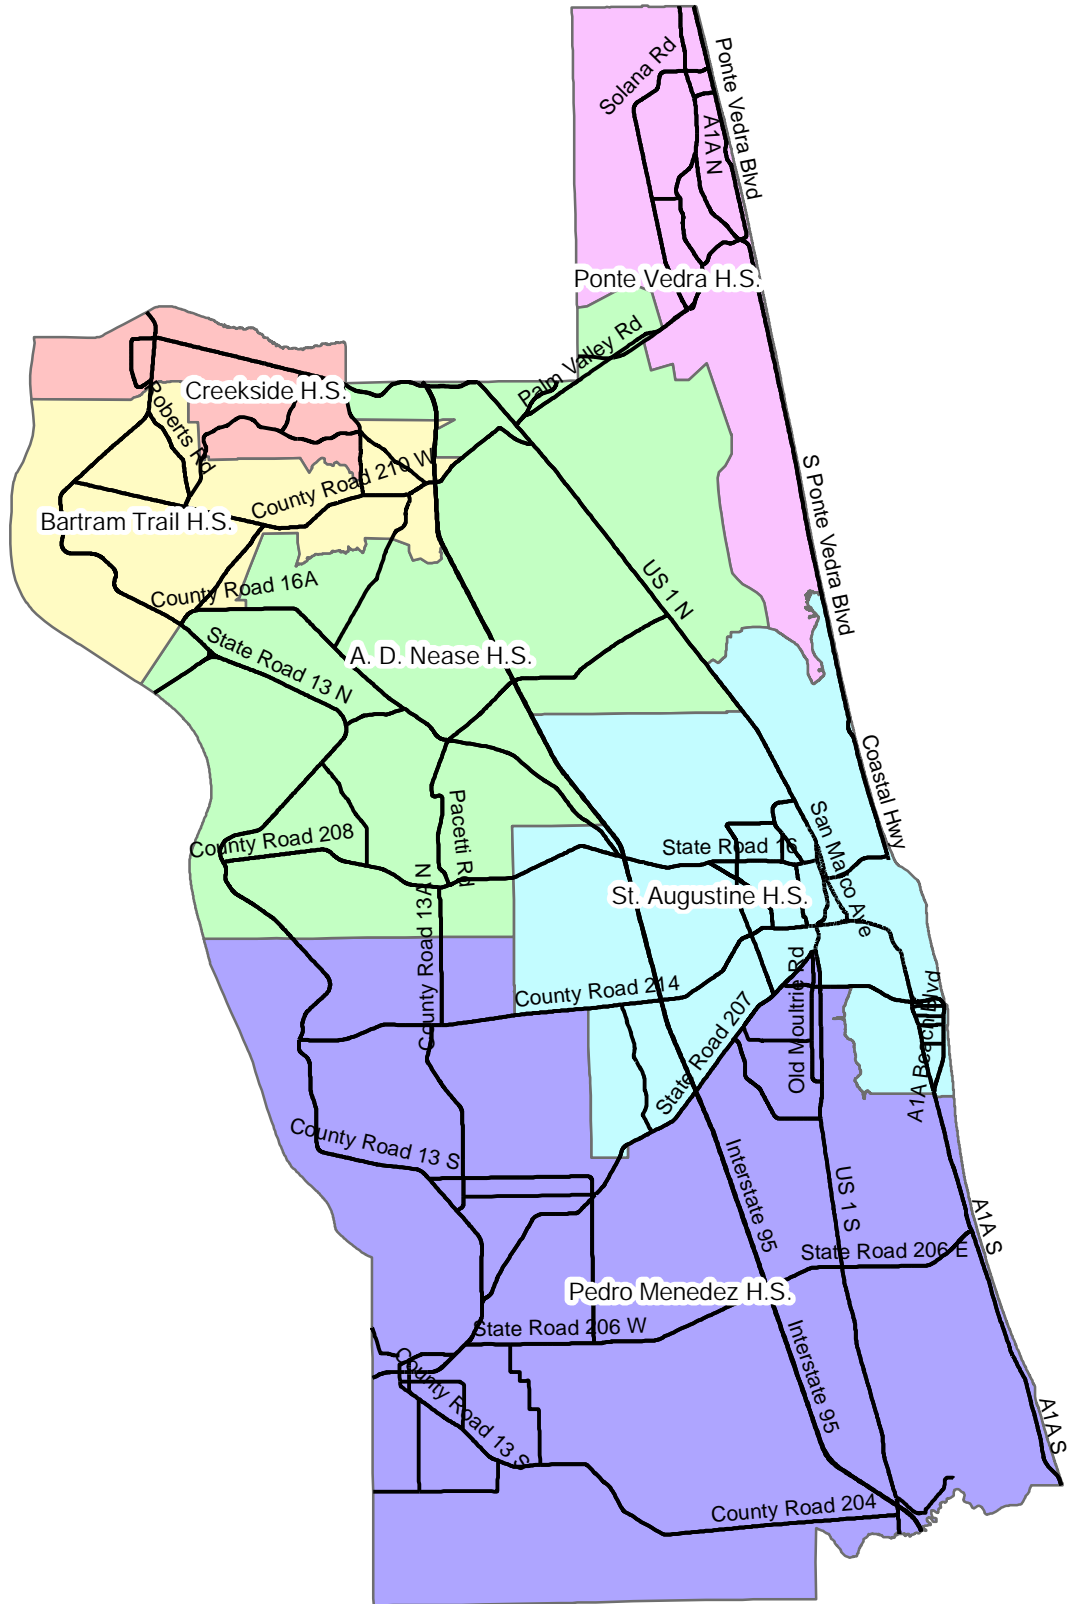 Solana Rd
Ponte Vedra Blvd
A1A N
Ponte Vedra H.S.
Palm Valley Rd
Creekside H.S.
Roberts Rd
County Road 210 W
S Ponte Vedra Blvd
Bartram Trail H.S.
US 1 N
County Road 16A
State Road 13 N
A. D. Nease H.S.
Coastal Hwy
Pacetti Rd
San Marco Ave
County Road 208
State Road 16
St. Augustine H.S.
County Road 13A N
Old Moultrie Rd
County Road 214
State Road 207
A1A Beach Blvd
County Road 13 S
Interstate 95
US 1 S
A1A S
State Road 206 E
Pedro Menedez H.S.
State Road 206 W
Interstate 95
County Road 13 S
A1A S
County Road 204